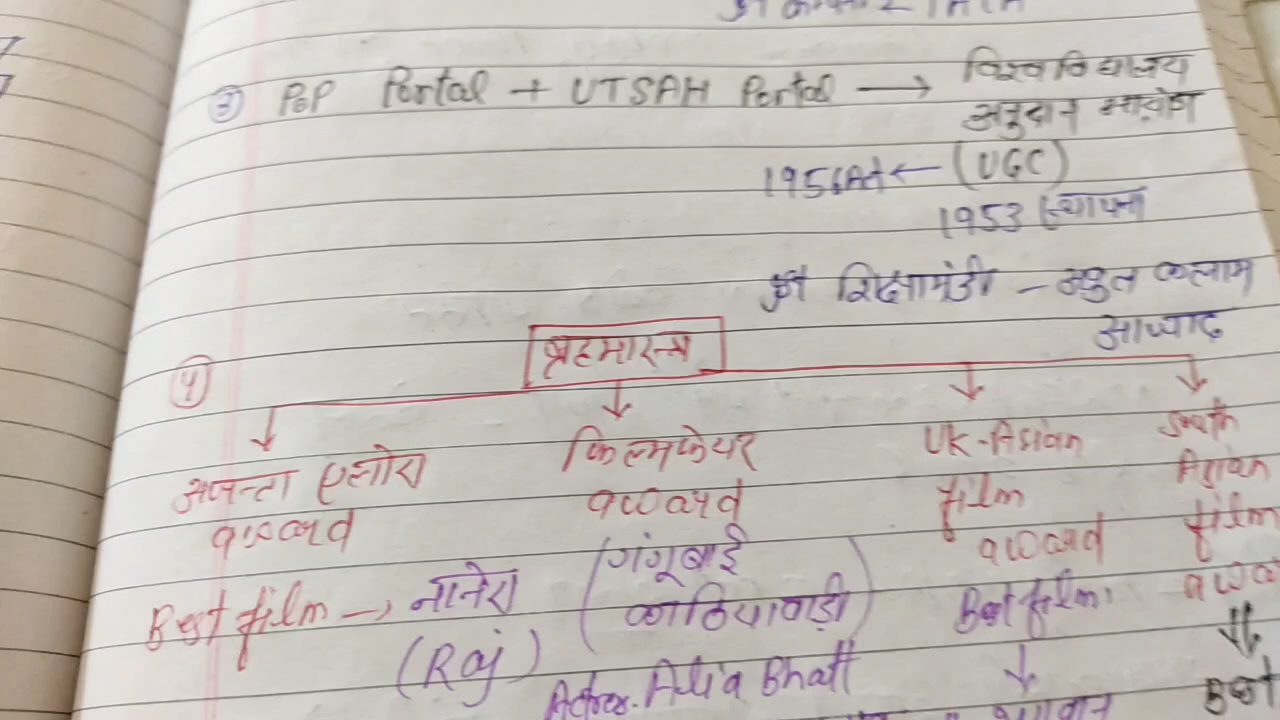 ③ PoP Portal + UTSAH Portal → विश्वविद्यालय
अनुदान आयोग
1956 Act ← (UGC)
1953 स्थापना
शिक्षामंत्री – अबुल कलाम
आजाद
④ ब्रह्मास्त्र
अजन्ता एलोरा award
फिल्मफेयर award
UK-Asian film award
South Asian film
Best film → नानेरा (Raj)
(गंगूबाई काठियावाड़ी)
Actres. Alia Bhatt
Best film
Best